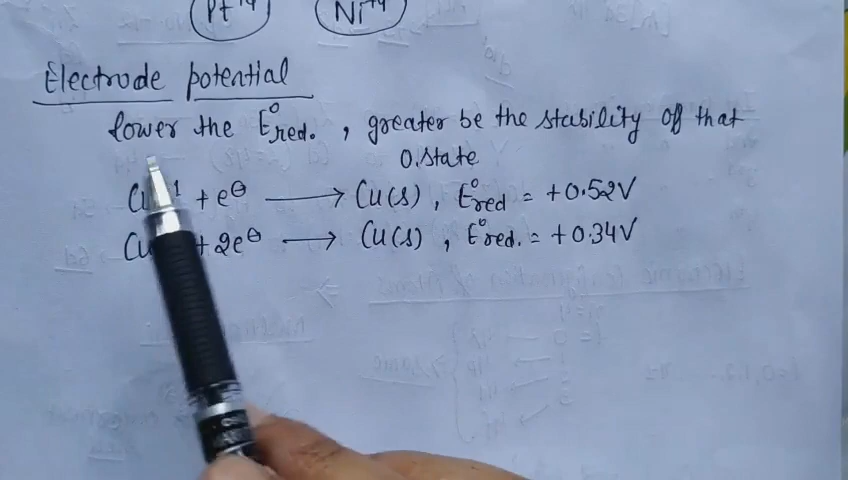 Pt⁺⁴ Ni⁺⁴
Electrode potential
lower the E°red. , greater be the stability of that
O.state
Cu⁺¹ + e⊖ ⟶ Cu(s) , E°red = +0.52V
Cu + 2e⊖ ⟶ Cu(s) , E°red. = +0.34V